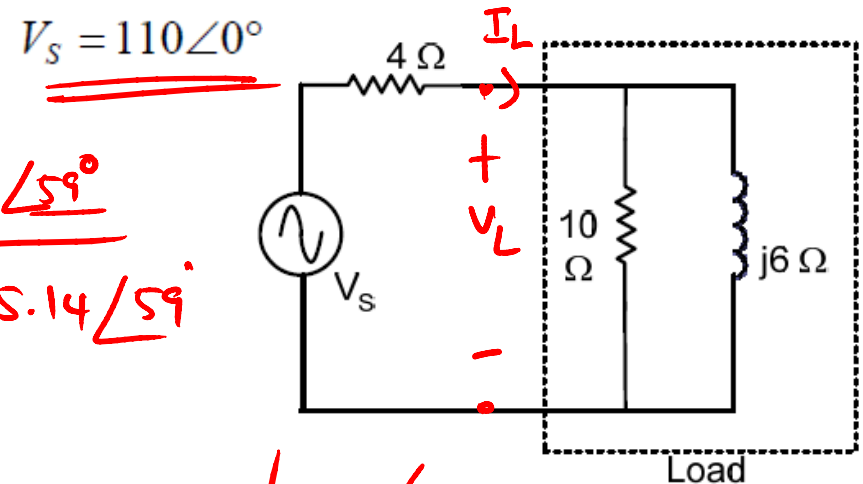 V_S = 110∠0°
I_L
4 Ω
∠59°
+
V_L
10
Ω
j6 Ω
V_S
5.14∠59°
−
Load